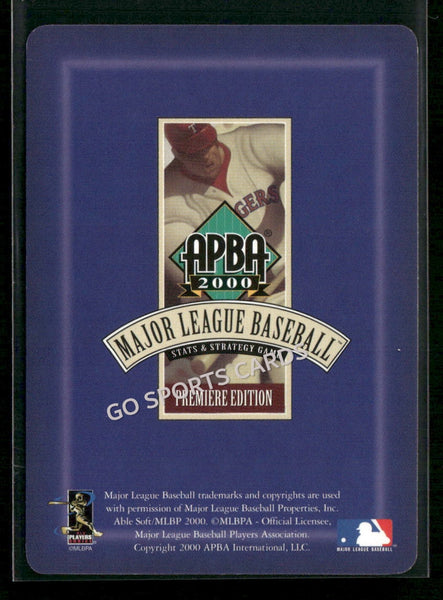 T
GERS
APBA®
2000
MAJOR LEAGUE BASEBALL™
STATS & STRATEGY GAME
GO SPORTS CARDS
PREMIERE EDITION
Major League Baseball trademarks and copyrights are used
with permission of Major League Baseball Properties, Inc.
Able Soft/MLBP 2000. ©MLBPA - Official Licensee,
Major League Baseball Players Association.
Copyright 2000 APBA International, LLC.
PLAYERS
CHOICE
©MLBPA
MAJOR LEAGUE BASEBALL